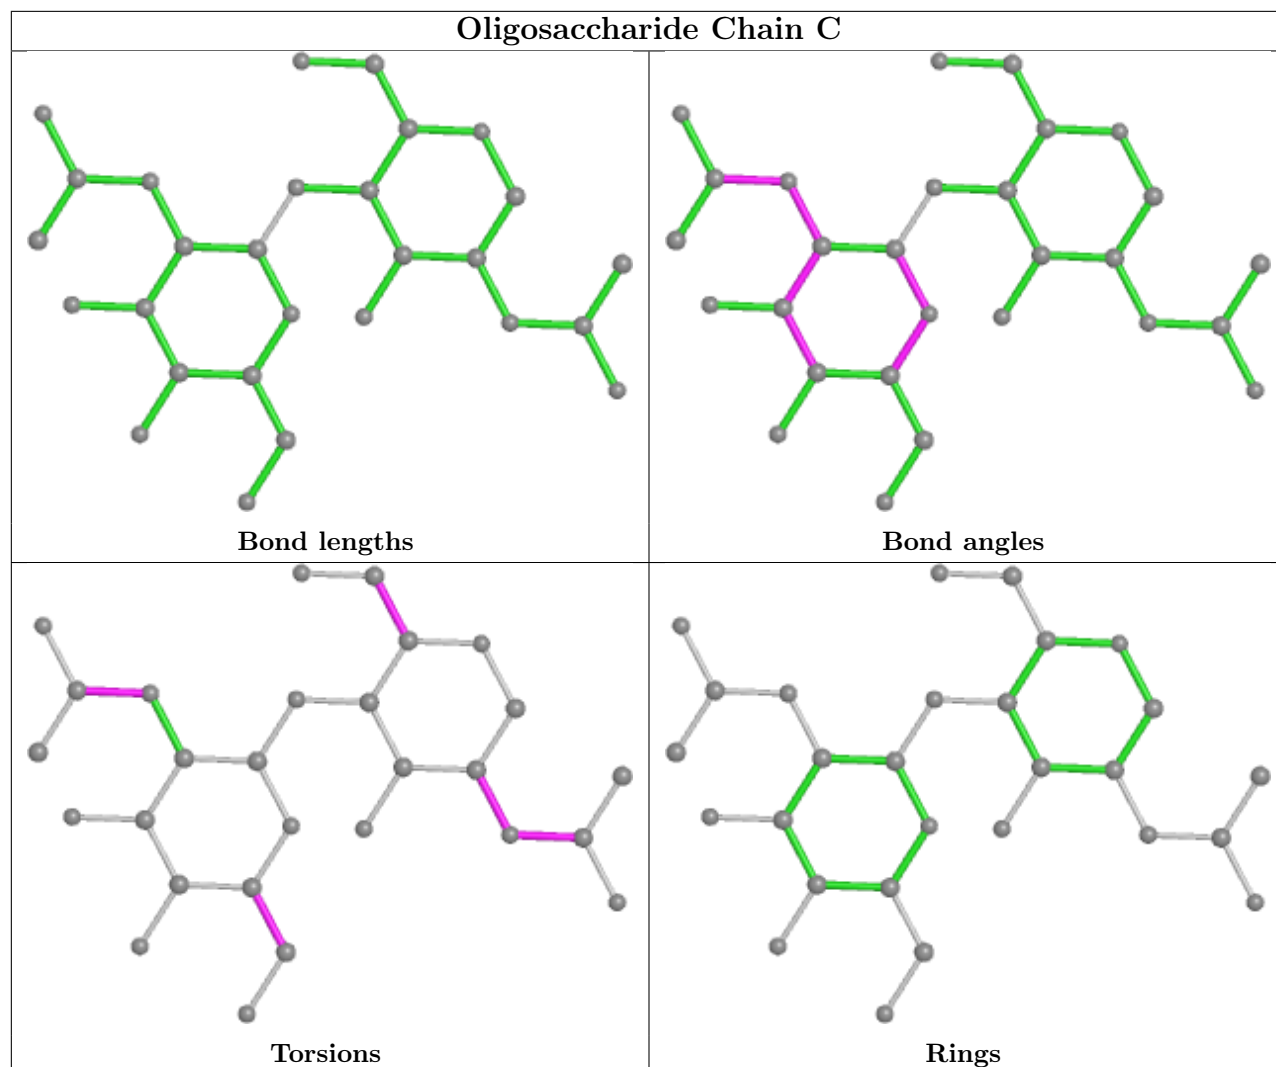 Oligosaccharide Chain C
Bond lengths
Bond angles
Torsions
Rings